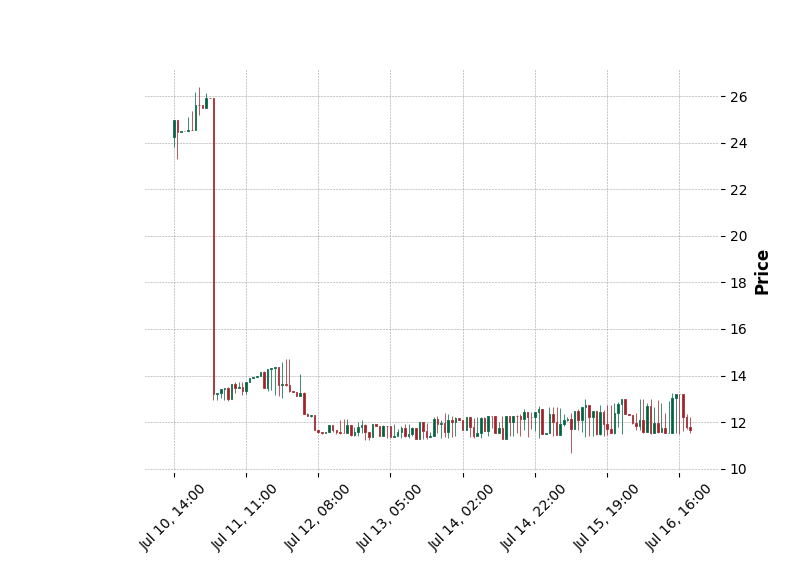 26
24
22
20
18
16
14
12
10
Price
Jul 10, 14:00
Jul 11, 11:00
Jul 12, 08:00
Jul 13, 05:00
Jul 14, 02:00
Jul 14, 22:00
Jul 15, 19:00
Jul 16, 16:00